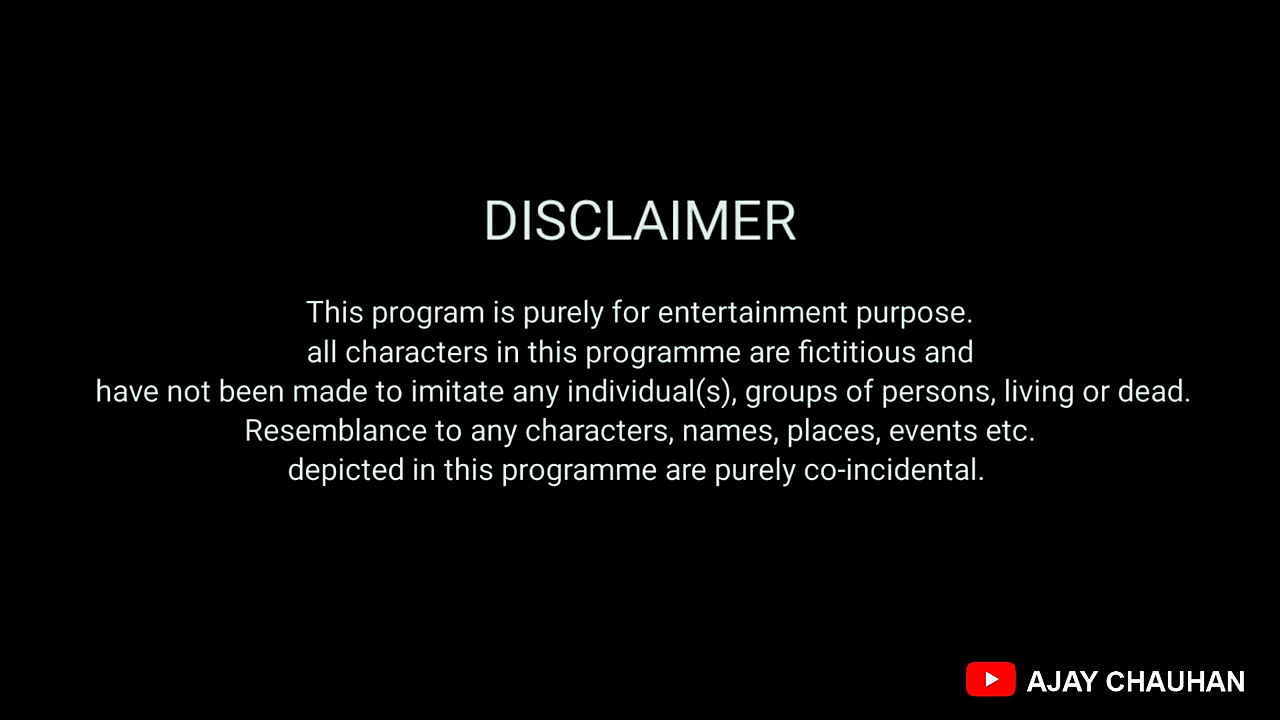 DISCLAIMER
This program is purely for entertainment purpose.
all characters in this programme are fictitious and
have not been made to imitate any individual(s), groups of persons, living or dead.
Resemblance to any characters, names, places, events etc.
depicted in this programme are purely co-incidental.
AJAY CHAUHAN